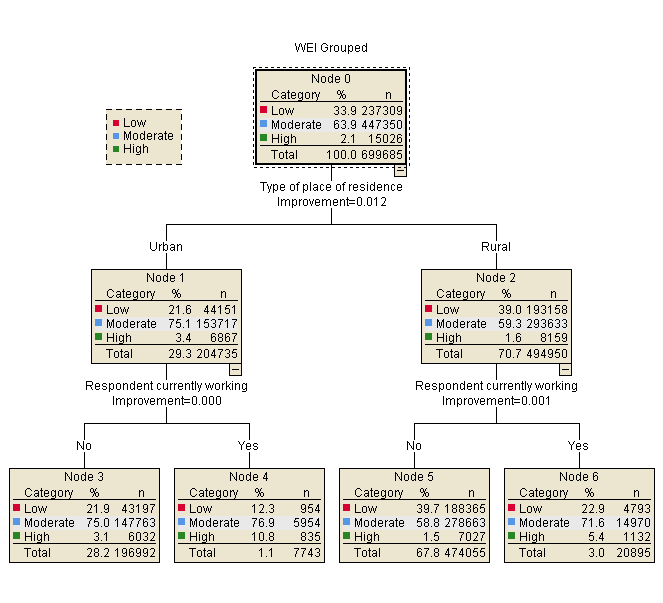 WEI Grouped
Node 0
Category % n
Low 33.9 237309
Moderate 63.9 447350
High 2.1 15026
Total 100.0 699685
Low
Moderate
High
Type of place of residence
Improvement=0.012
Urban
Rural
Node 1
Category % n
Low 21.6 44151
Moderate 75.1 153717
High 3.4 6867
Total 29.3 204735
Node 2
Category % n
Low 39.0 193158
Moderate 59.3 293633
High 1.6 8159
Total 70.7 494950
Respondent currently working
Improvement=0.000
Respondent currently working
Improvement=0.001
No
Yes
No
Yes
Node 3
Category % n
Low 21.9 43197
Moderate 75.0 147763
High 3.1 6032
Total 28.2 196992
Node 4
Category % n
Low 12.3 954
Moderate 76.9 5954
High 10.8 835
Total 1.1 7743
Node 5
Category % n
Low 39.7 188365
Moderate 58.8 278663
High 1.5 7027
Total 67.8 474055
Node 6
Category % n
Low 22.9 4793
Moderate 71.6 14970
High 5.4 1132
Total 3.0 20895